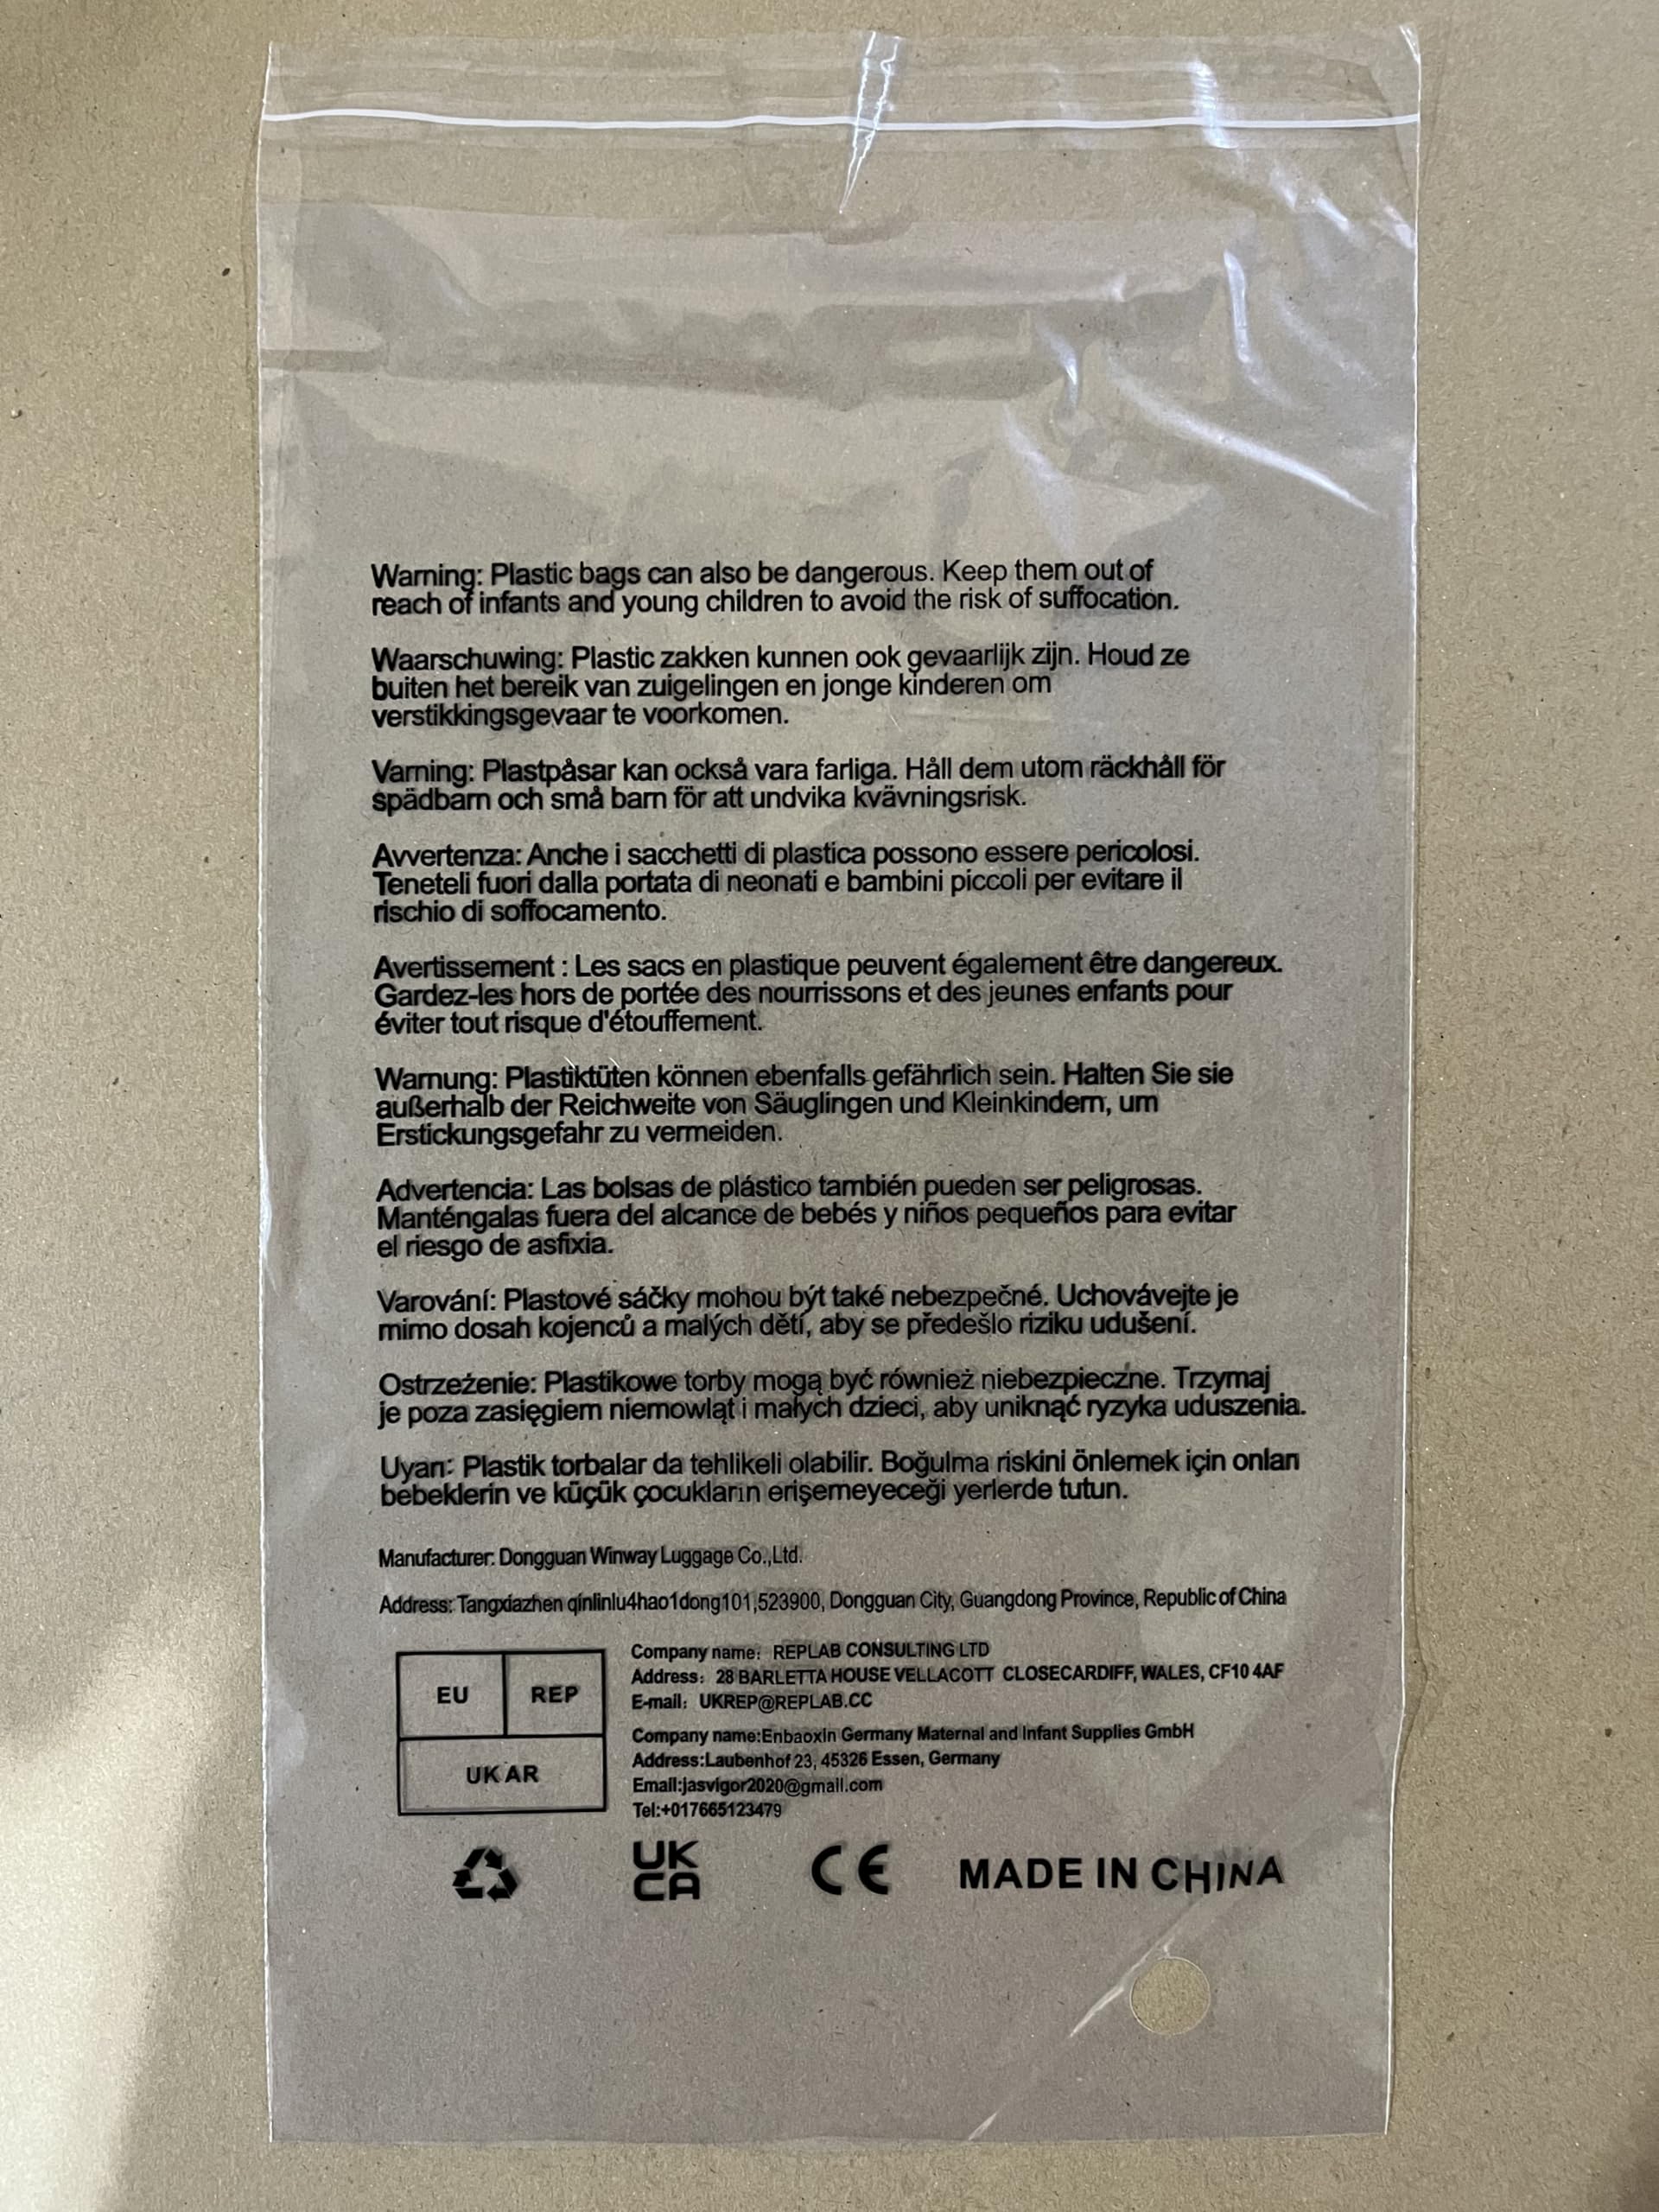 Warning: Plastic bags can also be dangerous. Keep them out of
reach of infants and young children to avoid the risk of suffocation.
Waarschuwing: Plastic zakken kunnen ook gevaarlijk zijn. Houd ze
buiten het bereik van zuigelingen en jonge kinderen om
verstikkingsgevaar te voorkomen.
Varning: Plastpåsar kan också vara farliga. Håll dem utom räckhåll för
spädbarn och små barn för att undvika kvävningsrisk.
Avvertenza: Anche i sacchetti di plastica possono essere pericolosi.
Teneteli fuori dalla portata di neonati e bambini piccoli per evitare il
rischio di soffocamento.
Avertissement : Les sacs en plastique peuvent également être dangereux.
Gardez-les hors de portée des nourrissons et des jeunes enfants pour
éviter tout risque d'étouffement.
Warnung: Plastiktüten können ebenfalls gefährlich sein. Halten Sie sie
außerhalb der Reichweite von Säuglingen und Kleinkindern, um
Erstickungsgefahr zu vermeiden.
Advertencia: Las bolsas de plástico también pueden ser peligrosas.
Manténgalas fuera del alcance de bebés y niños pequeños para evitar
el riesgo de asfixia.
Varování: Plastové sáčky mohou být také nebezpečné. Uchovávejte je
mimo dosah kojenců a malých dětí, aby se předešlo riziku udušení.
Ostrzeżenie: Plastikowe torby mogą być również niebezpieczne. Trzymaj
je poza zasięgiem niemowląt i małych dzieci, aby uniknąć ryzyka uduszenia.
Uyarı: Plastik torbalar da tehlikeli olabilir. Boğulma riskini önlemek için onları
bebeklerin ve küçük çocukların erişemeyeceği yerlerde tutun.
Manufacturer: Dongguan Winway Luggage Co.,Ltd.
Address: Tangxiazhen qinlinlu4hao1dong101,523900, Dongguan City, Guangdong Province, Republic of China
EU REP
UK AR
Company name: REPLAB CONSULTING LTD
Address: 28 BARLETTA HOUSE VELLACOTT CLOSECARDIFF, WALES, CF10 4AF
E-mail: UKREP@REPLAB.CC
Company name:Enbaoxin Germany Maternal and Infant Supplies GmbH
Address:Laubenhof 23, 45326 Essen, Germany
Email:jasvigor2020@gmail.com
Tel:+017665123479
UK
CA
CE
MADE IN CHINA